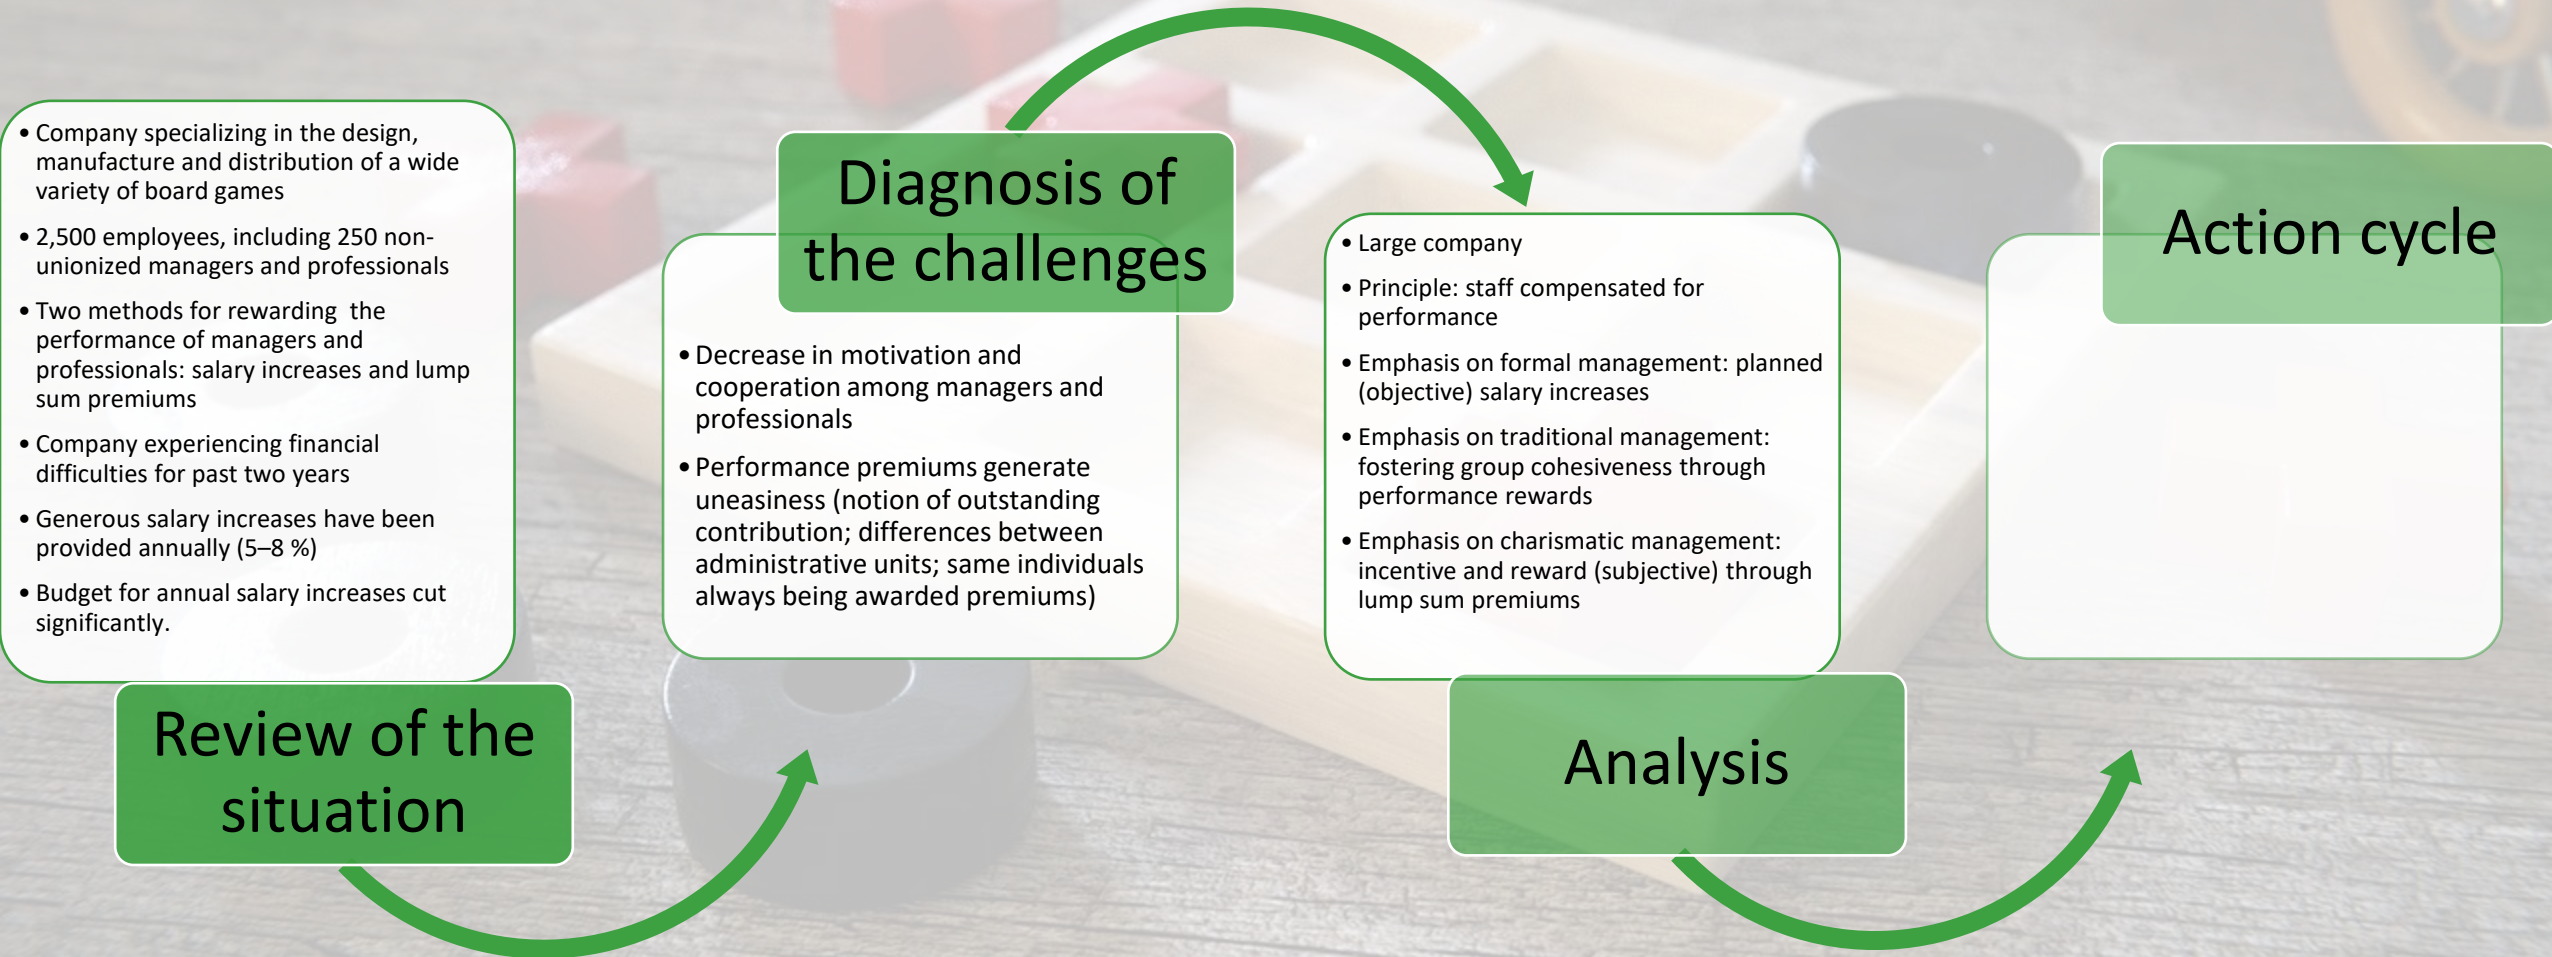 • Company specializing in the design,
manufacture and distribution of a wide
variety of board games
• 2,500 employees, including 250 non-
unionized managers and professionals
• Two methods for rewarding  the
performance of managers and
professionals: salary increases and lump
sum premiums
• Company experiencing financial
difficulties for past two years
• Generous salary increases have been
provided annually (5–8 %)
• Budget for annual salary increases cut
significantly.
Review of the
situation
Diagnosis of
the challenges
• Decrease in motivation and
cooperation among managers and
professionals
• Performance premiums generate
uneasiness (notion of outstanding
contribution; differences between
administrative units; same individuals
always being awarded premiums)
• Large company
• Principle: staff compensated for
performance
• Emphasis on formal management: planned
(objective) salary increases
• Emphasis on traditional management:
fostering group cohesiveness through
performance rewards
• Emphasis on charismatic management:
incentive and reward (subjective) through
lump sum premiums
Analysis
Action cycle